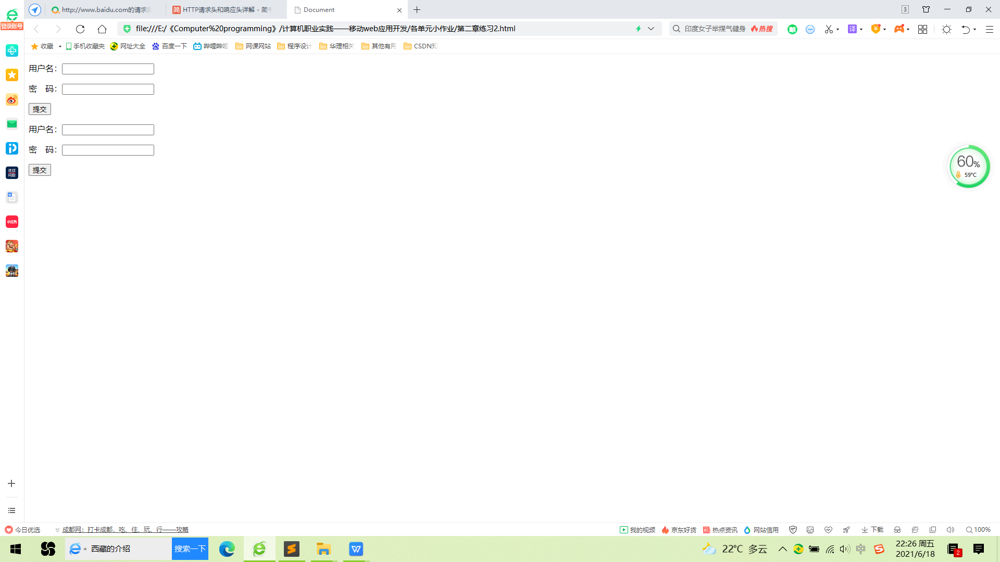 http://www.baidu.com的请求头
HTTP请求头和响应头详解 - 简书
Document
3
登录账号
file:///E:/《Computer%20programming》/计算机职业实践——移动web应用开发/各单元小作业/第二章练习2.html
印度女子举煤气健身 热搜
译
收藏
手机收藏夹
网址大全
百度一下
哔哩哔哩
网课网站
程序设计
华理相关
其他有用
CSDN知
用户名：
密 码：
提交
用户名：
密 码：
提交
60%
59°C
环球
网校
小红书
今日优选
成都网：打卡成都，吃、住、玩、行——攻略
我的视频
京东好货
热点资讯
网站信用
下载
100%
西藏的介绍
搜索一下
22°C 多云
中
22:26 周五
2021/6/18
2